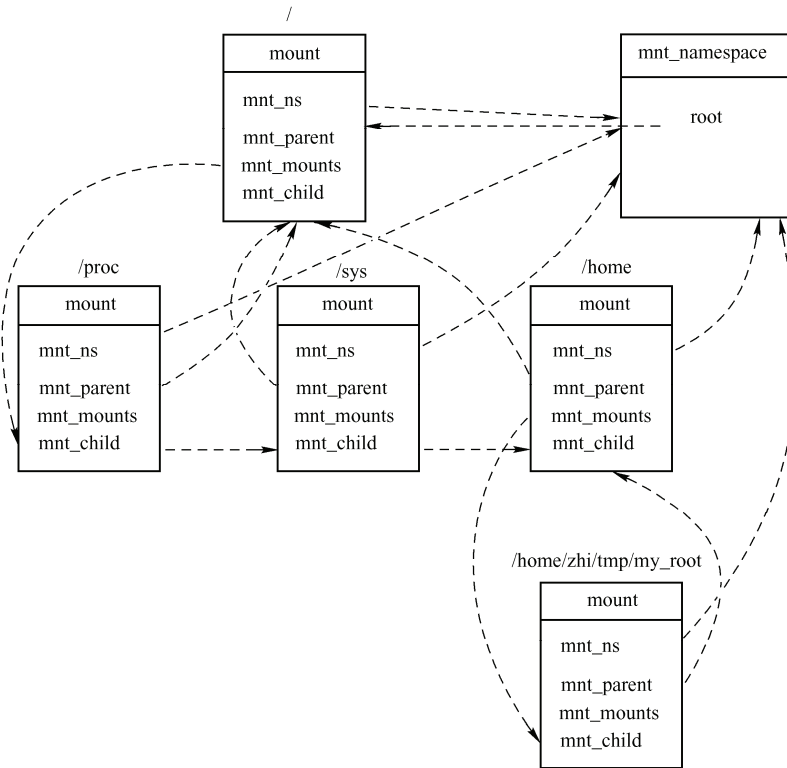 /
mount
mnt_ns
mnt_parent
mnt_mounts
mnt_child
mnt_namespace
root
/proc
mount
mnt_ns
mnt_parent
mnt_mounts
mnt_child
/sys
mount
mnt_ns
mnt_parent
mnt_mounts
mnt_child
/home
mount
mnt_ns
mnt_parent
mnt_mounts
mnt_child
/home/zhi/tmp/my_root
mount
mnt_ns
mnt_parent
mnt_mounts
mnt_child